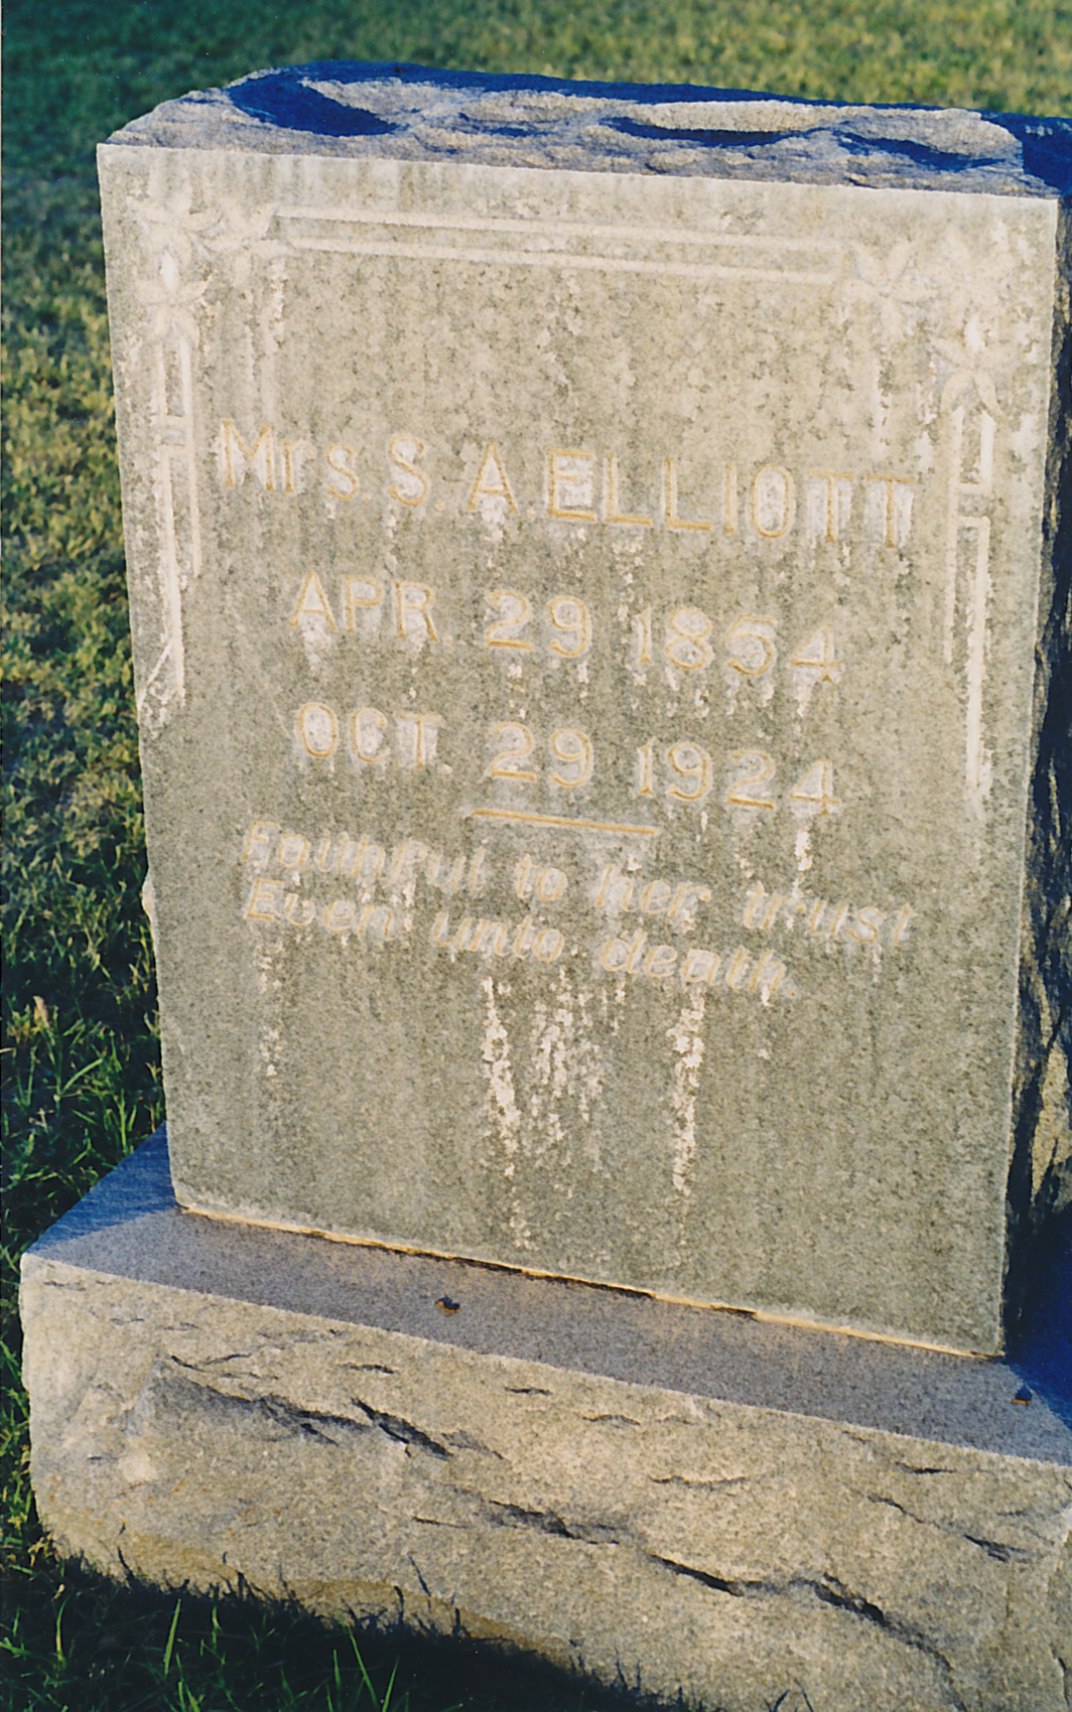 Mrs. S. A. ELLIOTT
APR. 29 1854
OCT. 29 1924
Faithful to her trust
Even unto death.